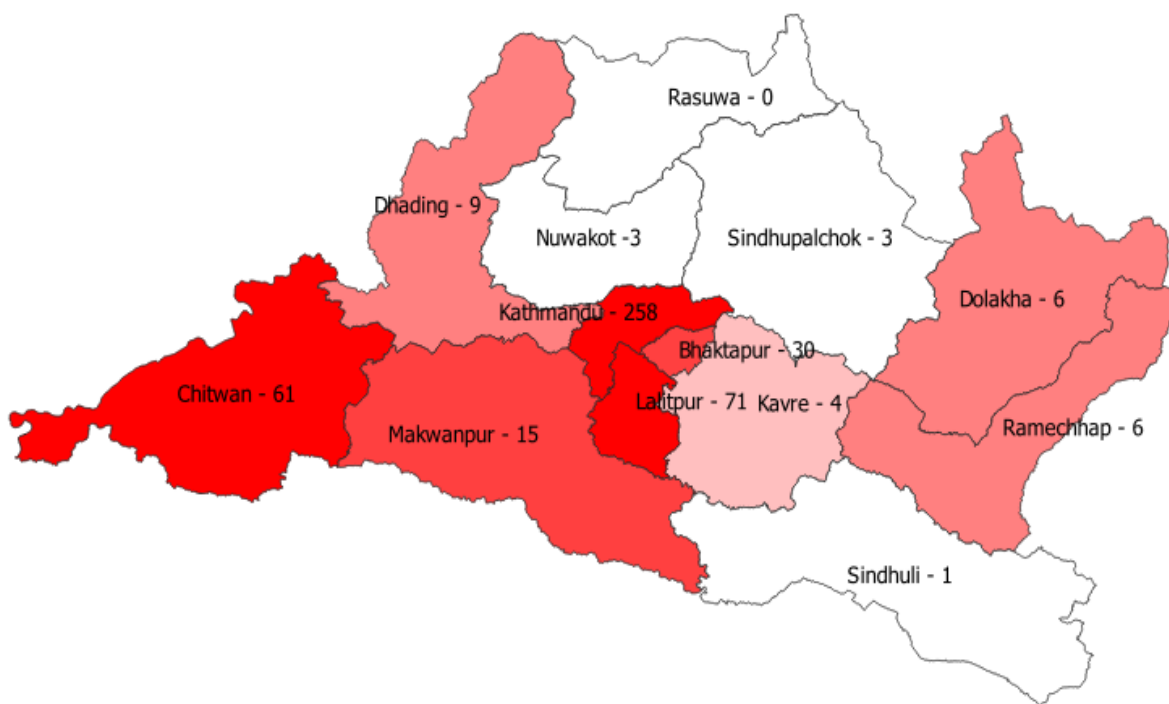 Rasuwa - 0
Dhading - 9
Nuwakot -3
Sindhupalchok - 3
Dolakha - 6
Kathmandu - 258
Bhaktapur - 30
Chitwan - 61
Lalitpur - 71
Kavre - 4
Makwanpur - 15
Ramechhap - 6
Sindhuli - 1